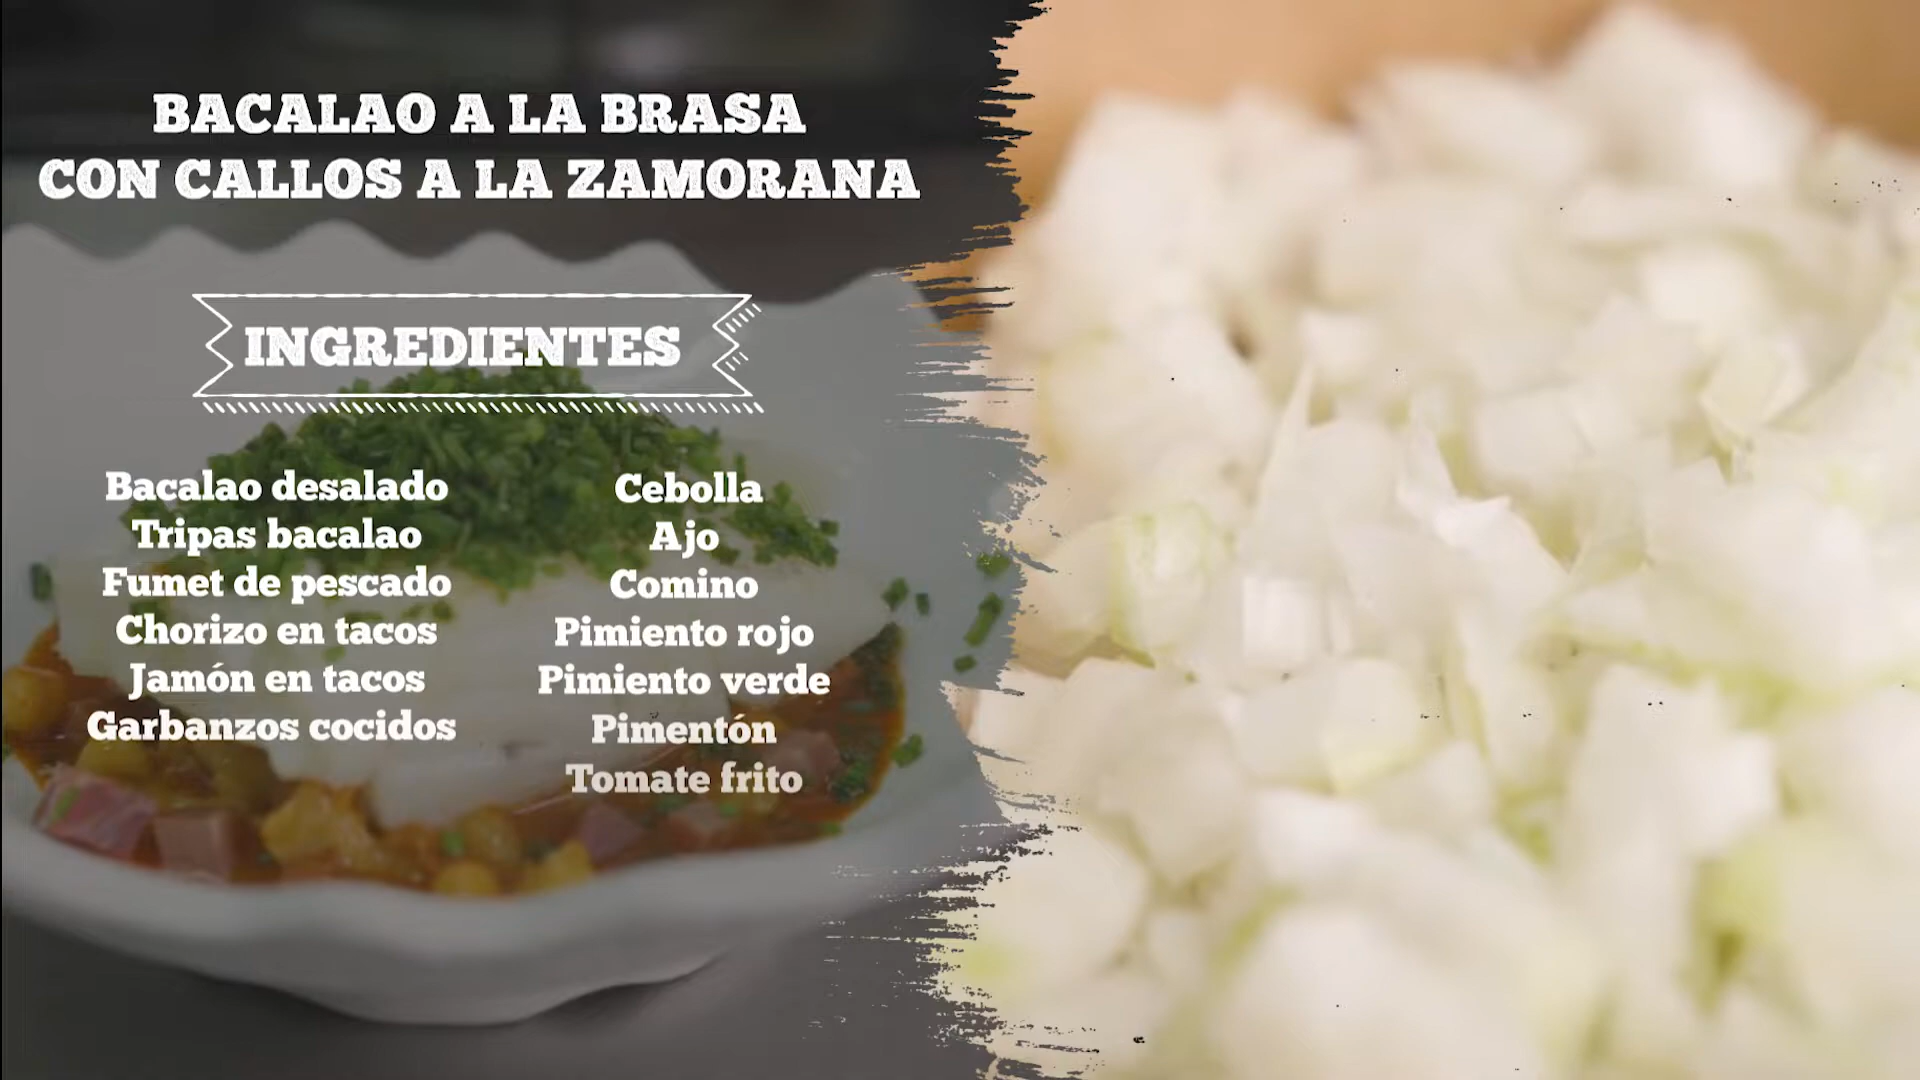 BACALAO A LA BRASA
CON CALLOS A LA ZAMORANA
INGREDIENTES
Bacalao desalado
Tripas bacalao
Fumet de pescado
Chorizo en tacos
Jamón en tacos
Garbanzos cocidos
Cebolla
Ajo
Comino
Pimiento rojo
Pimiento verde
Pimentón
Tomate frito